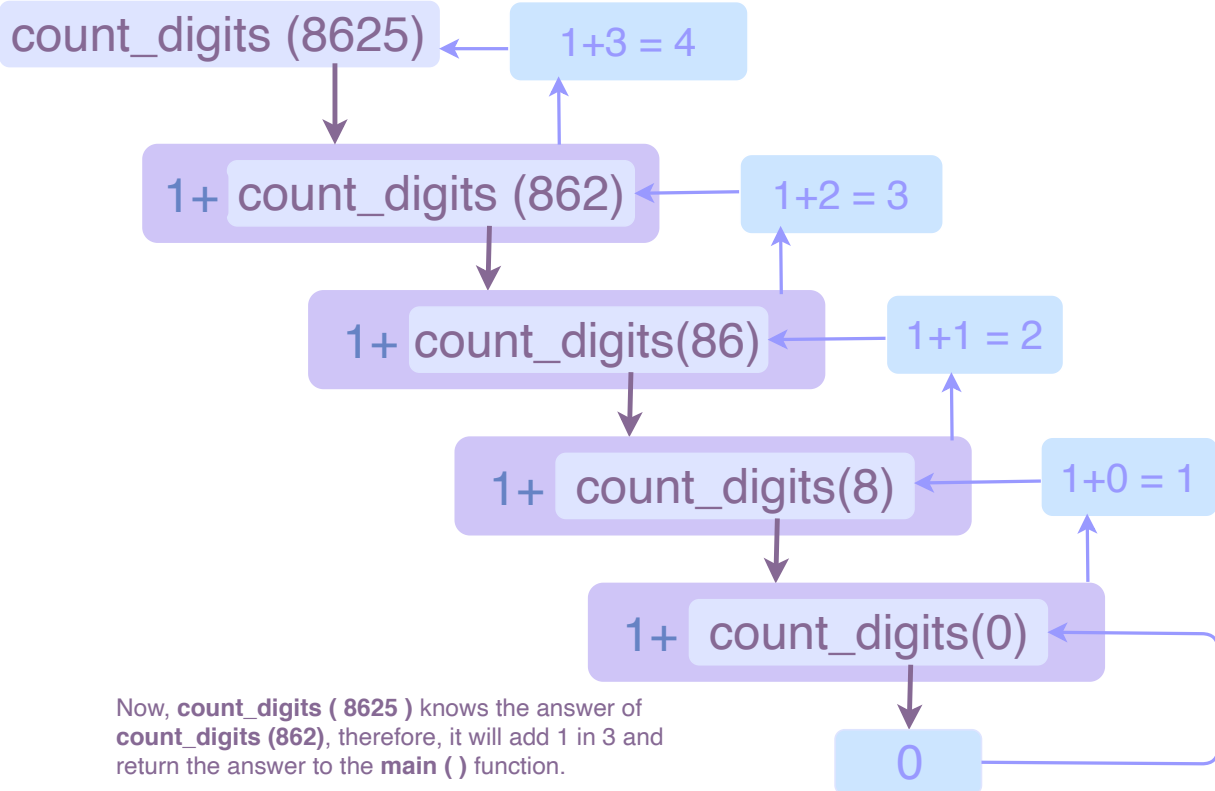 count_digits (8625)
1+3 = 4
1+ count_digits (862)
1+2 = 3
1+ count_digits(86)
1+1 = 2
1+ count_digits(8)
1+0 = 1
1+ count_digits(0)
Now, count_digits ( 8625 ) knows the answer of
count_digits (862), therefore, it will add 1 in 3 and
return the answer to the main ( ) function.
0